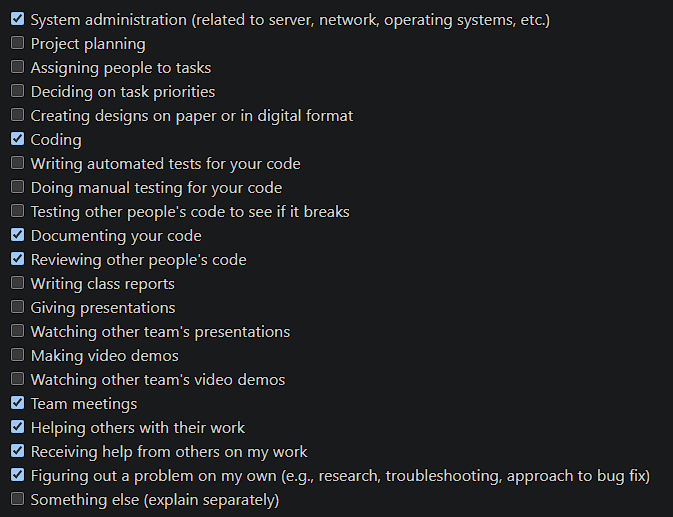 System administration (related to server, network, operating systems, etc.)
Project planning
Assigning people to tasks
Deciding on task priorities
Creating designs on paper or in digital format
Coding
Writing automated tests for your code
Doing manual testing for your code
Testing other people's code to see if it breaks
Documenting your code
Reviewing other people's code
Writing class reports
Giving presentations
Watching other team's presentations
Making video demos
Watching other team's video demos
Team meetings
Helping others with their work
Receiving help from others on my work
Figuring out a problem on my own (e.g., research, troubleshooting, approach to bug fix)
Something else (explain separately)